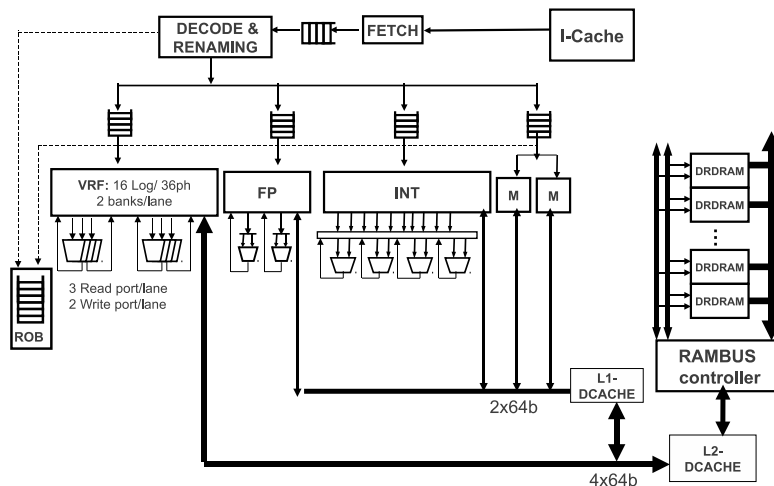 DECODE &
RENAMING
FETCH
I-Cache
VRF: 16 Log/ 36ph
2 banks/lane
FP
INT
M
M
DRDRAM
DRDRAM
...
DRDRAM
DRDRAM
3 Read port/lane
2 Write port/lane
ROB
RAMBUS
controller
L1-
DCACHE
2x64b
L2-
DCACHE
4x64b